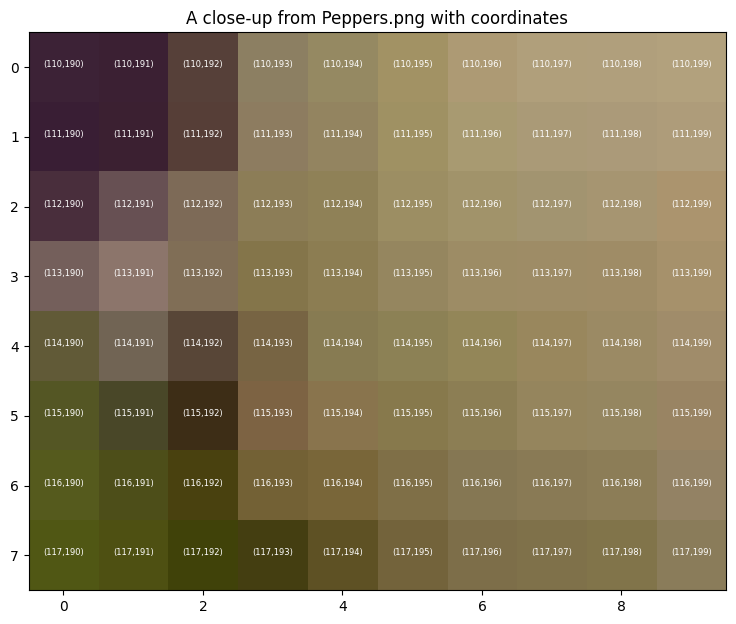 A close-up from Peppers.png with coordinates
0 (110,190) (110,191) (110,192) (110,193) (110,194) (110,195) (110,196) (110,197) (110,198) (110,199)
1 (111,190) (111,191) (111,192) (111,193) (111,194) (111,195) (111,196) (111,197) (111,198) (111,199)
2 (112,190) (112,191) (112,192) (112,193) (112,194) (112,195) (112,196) (112,197) (112,198) (112,199)
3 (113,190) (113,191) (113,192) (113,193) (113,194) (113,195) (113,196) (113,197) (113,198) (113,199)
4 (114,190) (114,191) (114,192) (114,193) (114,194) (114,195) (114,196) (114,197) (114,198) (114,199)
5 (115,190) (115,191) (115,192) (115,193) (115,194) (115,195) (115,196) (115,197) (115,198) (115,199)
6 (116,190) (116,191) (116,192) (116,193) (116,194) (116,195) (116,196) (116,197) (116,198) (116,199)
7 (117,190) (117,191) (117,192) (117,193) (117,194) (117,195) (117,196) (117,197) (117,198) (117,199)
0 2 4 6 8